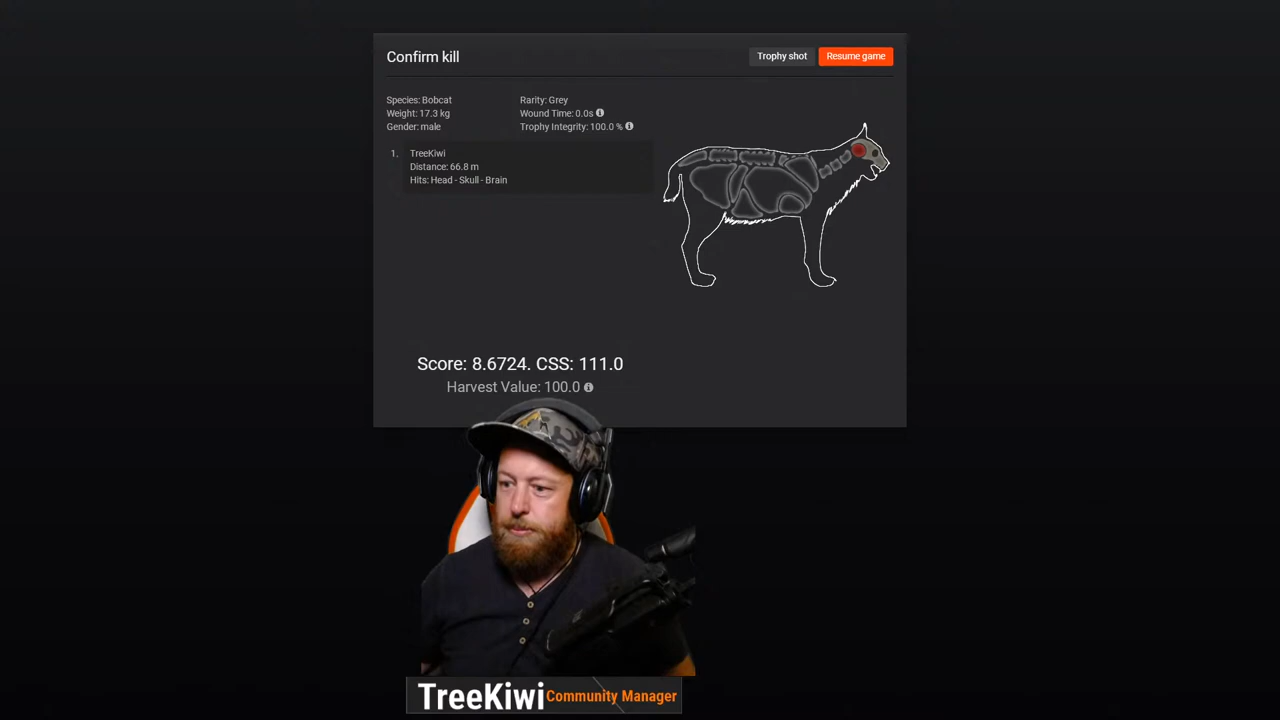 Confirm kill
Trophy shot
Resume game
Species: Bobcat
Weight: 17.3 kg
Gender: male
Rarity: Grey
Wound Time: 0.0s
Trophy Integrity: 100.0 %
1.
TreeKiwi
Distance: 66.8 m
Hits: Head - Skull - Brain
Score: 8.6724. CSS: 111.0
Harvest Value: 100.0
TreeKiwi Community Manager